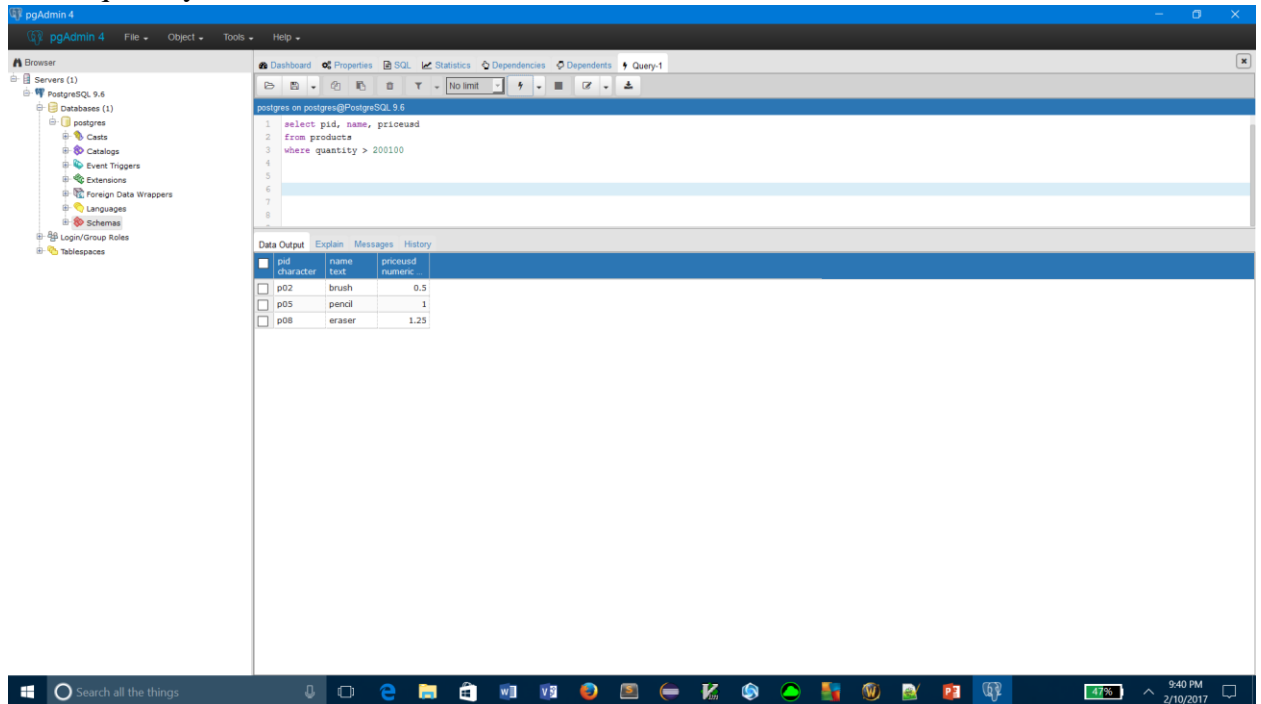 pgAdmin 4
pgAdmin 4 File Object Tools Help
Browser
Dashboard Properties SQL Statistics Dependencies Dependents Query-1
Servers (1)
PostgreSQL 9.6
Databases (1)
postgres
Casts
Catalogs
Event Triggers
Extensions
Foreign Data Wrappers
Languages
Schemas
Login/Group Roles
Tablespaces
No limit
postgres on postgres@PostgreSQL 9.6
1 select pid, name, priceusd
2 from products
3 where quantity > 200100
4
5
6
7
8
Data Output Explain Messages History
pid name priceusd
character text numeric ...
p02 brush 0.5
p05 pencil 1
p08 eraser 1.25
Search all the things
47%
9:40 PM
2/10/2017